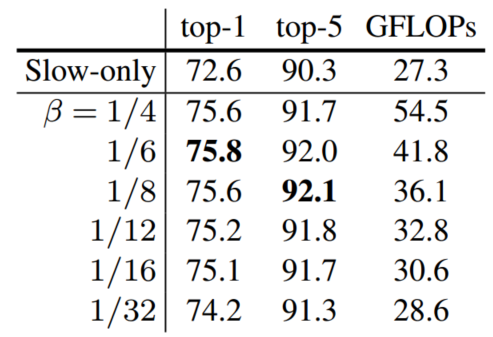 top-1 top-5 GFLOPs
Slow-only 72.6 90.3 27.3
β = 1/4 75.6 91.7 54.5
1/6 75.8 92.0 41.8
1/8 75.6 92.1 36.1
1/12 75.2 91.8 32.8
1/16 75.1 91.7 30.6
1/32 74.2 91.3 28.6